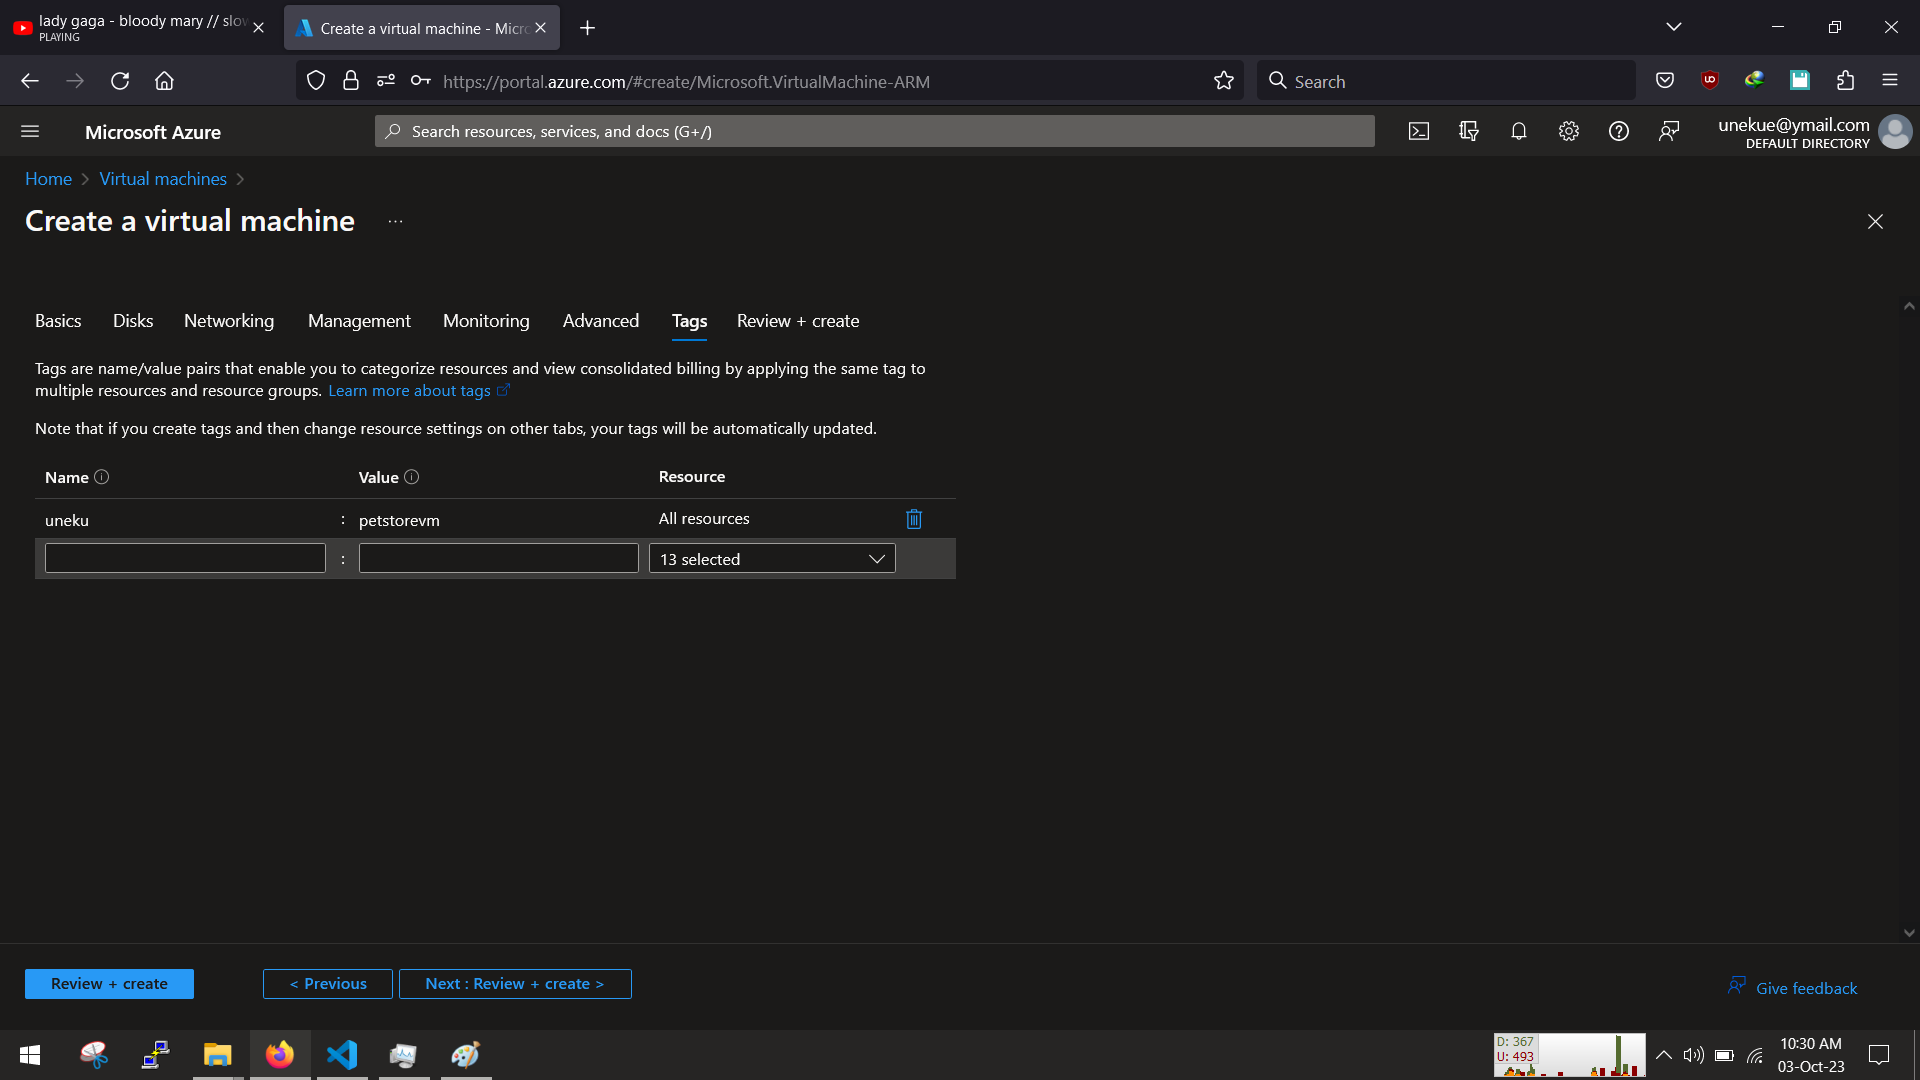 lady gaga - bloody mary // slow
PLAYING
Create a virtual machine - Micro
https://portal.azure.com/#create/Microsoft.VirtualMachine-ARM
Search
Microsoft Azure
Search resources, services, and docs (G+/)
unekue@ymail.com
DEFAULT DIRECTORY
Home
Virtual machines
Create a virtual machine
...
Basics
Disks
Networking
Management
Monitoring
Advanced
Tags
Review + create
Tags are name/value pairs that enable you to categorize resources and view consolidated billing by applying the same tag to
multiple resources and resource groups. Learn more about tags
Note that if you create tags and then change resource settings on other tabs, your tags will be automatically updated.
Name
Value
Resource
uneku : petstorevm All resources
: 13 selected
Review + create
< Previous
Next : Review + create >
Give feedback
D: 367
U: 493
10:30 AM
03-Oct-23